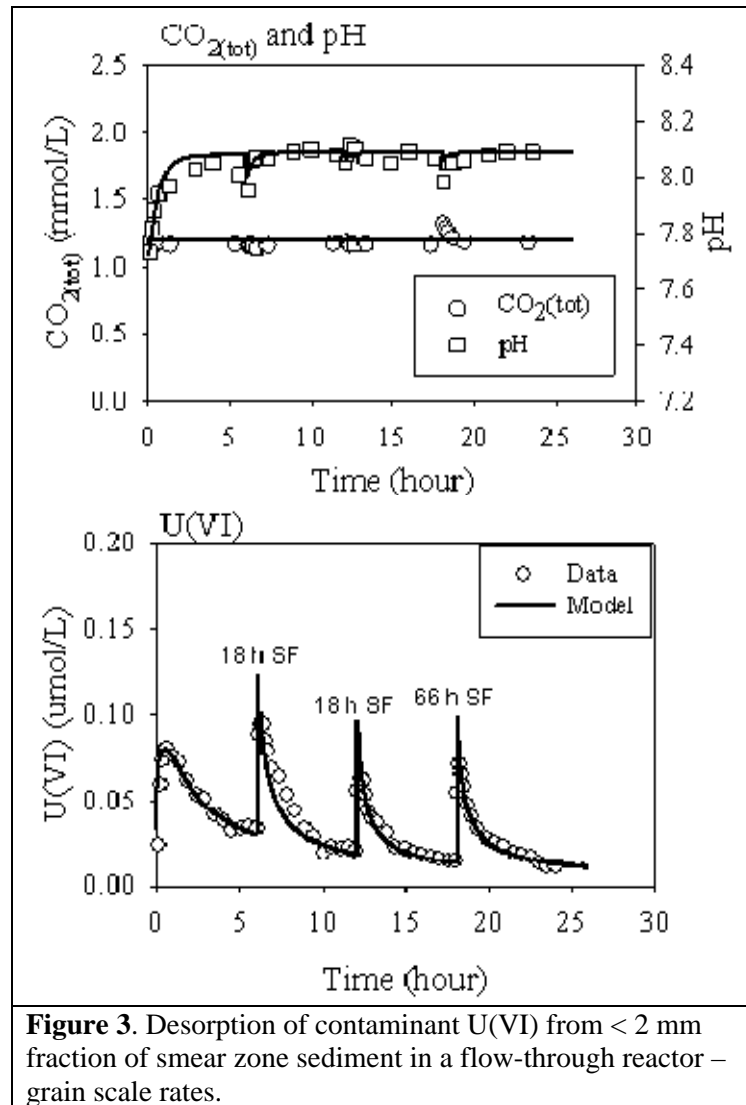 CO2(tot) and pH
2.5
2.0
1.5
1.0
0.5
0.0
CO2(tot) (mmol/L)
8.4
8.2
8.0
7.8
7.6
7.4
7.2
pH
CO2(tot)
pH
0 5 10 15 20 25 30
Time (hour)
U(VI)
0.20
0.15
0.10
0.05
0.00
U(VI) (umol/L)
Data
Model
18 h SF
18 h SF
66 h SF
0 5 10 15 20 25 30
Time (hour)
Figure 3. Desorption of contaminant U(VI) from < 2 mm
fraction of smear zone sediment in a flow-through reactor –
grain scale rates.